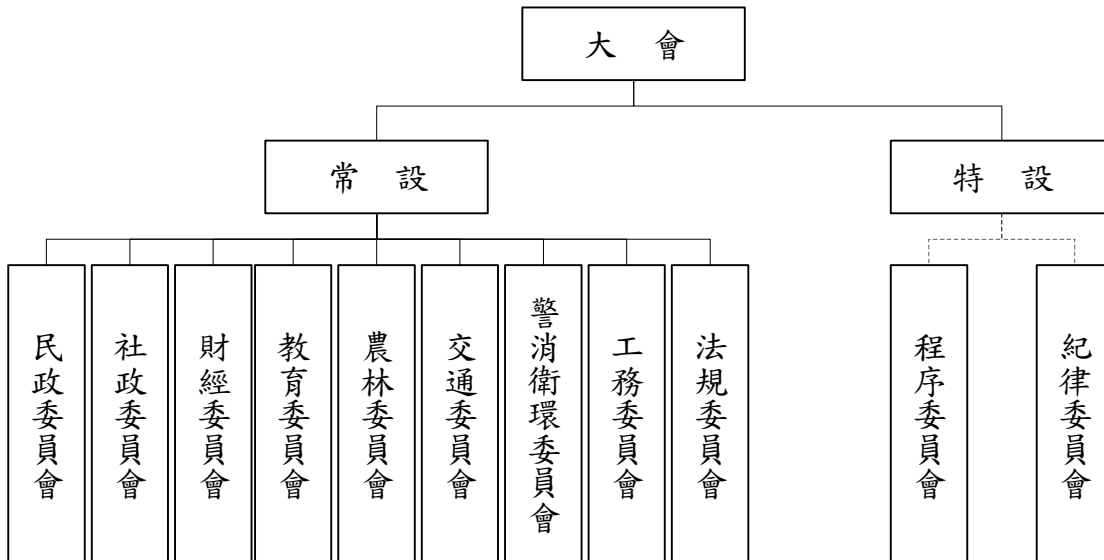 大會
常設
特設
民政委員會
社政委員會
財經委員會
教育委員會
農林委員會
交通委員會
警消衛環委員會
工務委員會
法規委員會
程序委員會
紀律委員會